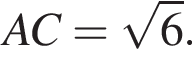 AC = √6.